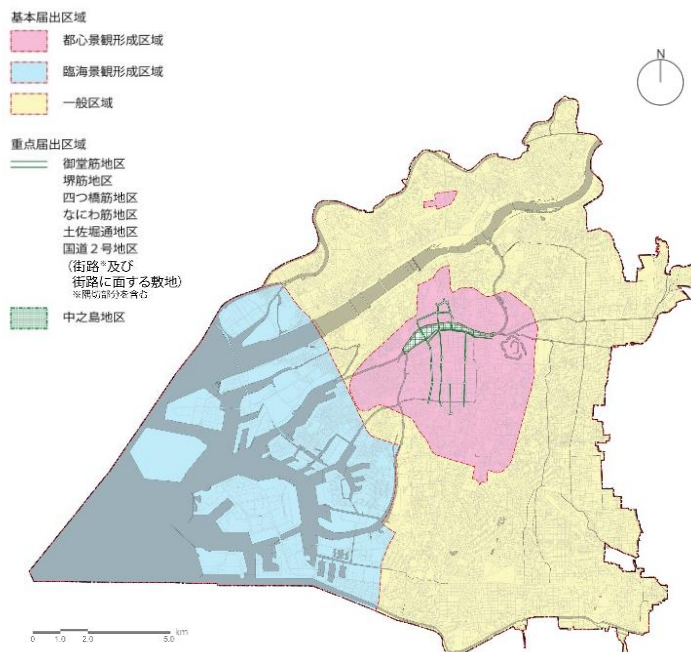 基本届出区域
都心景観形成区域
臨海景観形成区域
一般区域
重点届出区域
御堂筋地区
堺筋地区
四つ橋筋地区
なにわ筋地区
土佐堀通地区
国道２号地区
(街路※及び
街路に面する敷地)
※隅切部分を含む
中之島地区
N
0 1.0 2.0 5.0 km